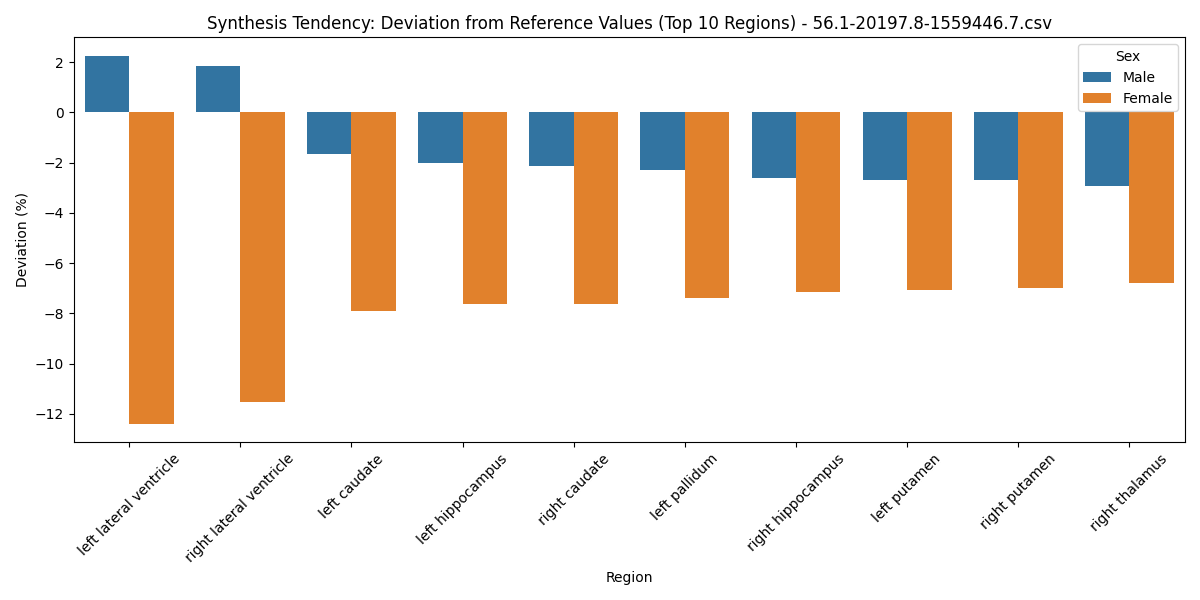 Synthesis Tendency: Deviation from Reference Values (Top 10 Regions) - 56.1-20197.8-1559446.7.csv
Sex
Male
Female
Deviation (%)
2
0
−2
−4
−6
−8
−10
−12
left lateral ventricle
right lateral ventricle
left caudate
left hippocampus
right caudate
left pallidum
right hippocampus
left putamen
right putamen
right thalamus
Region